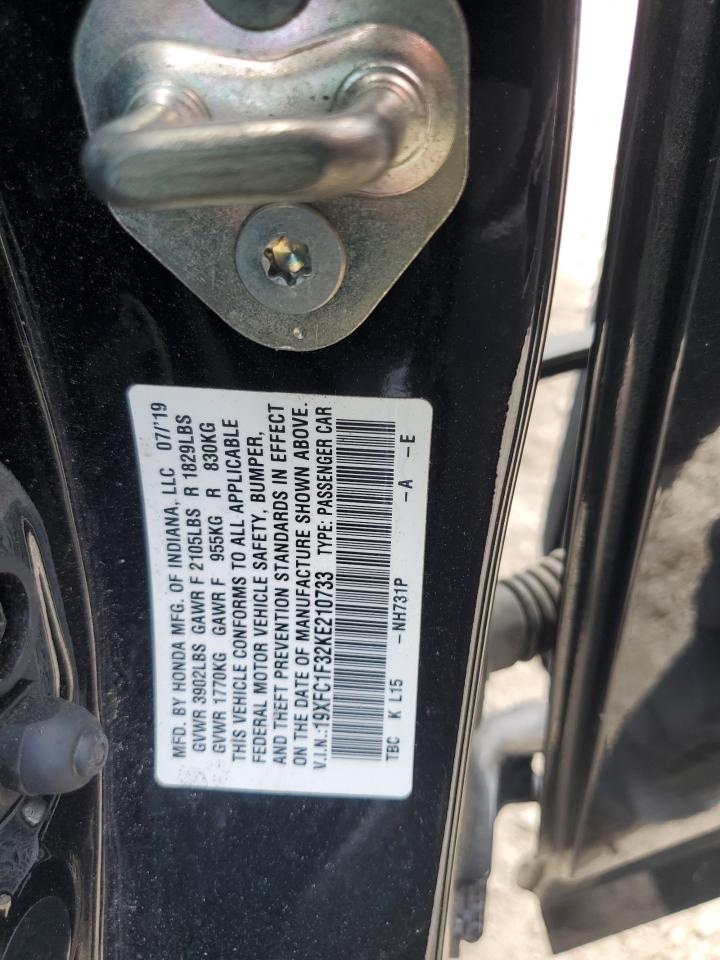 MFD. BY HONDA MFG. OF INDIANA, LLC 07/'19
GVWR 3902LBS GAWR F 2105LBS R 1829LBS
GVWR 1770KG GAWR F 955KG R 830KG
THIS VEHICLE CONFORMS TO ALL APPLICABLE
FEDERAL MOTOR VEHICLE SAFETY, BUMPER,
AND THEFT PREVENTION STANDARDS IN EFFECT
ON THE DATE OF MANUFACTURE SHOWN ABOVE.
V.I.N.:19XFC1F32KE210733 TYPE: PASSENGER CAR
TBC K L15 -NH731P -A -E